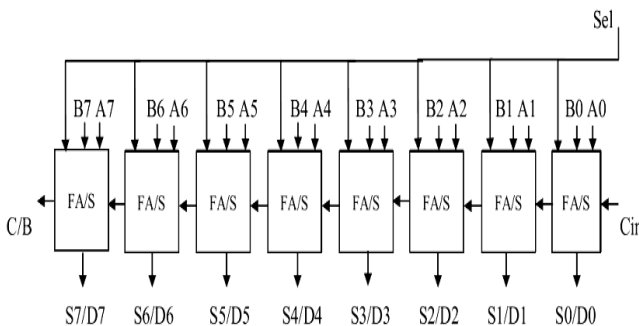 Sel
B7 A7 B6 A6 B5 A5 B4 A4 B3 A3 B2 A2 B1 A1 B0 A0
FA/S FA/S FA/S FA/S FA/S FA/S FA/S FA/S
C/B Cin
S7/D7 S6/D6 S5/D5 S4/D4 S3/D3 S2/D2 S1/D1 S0/D0